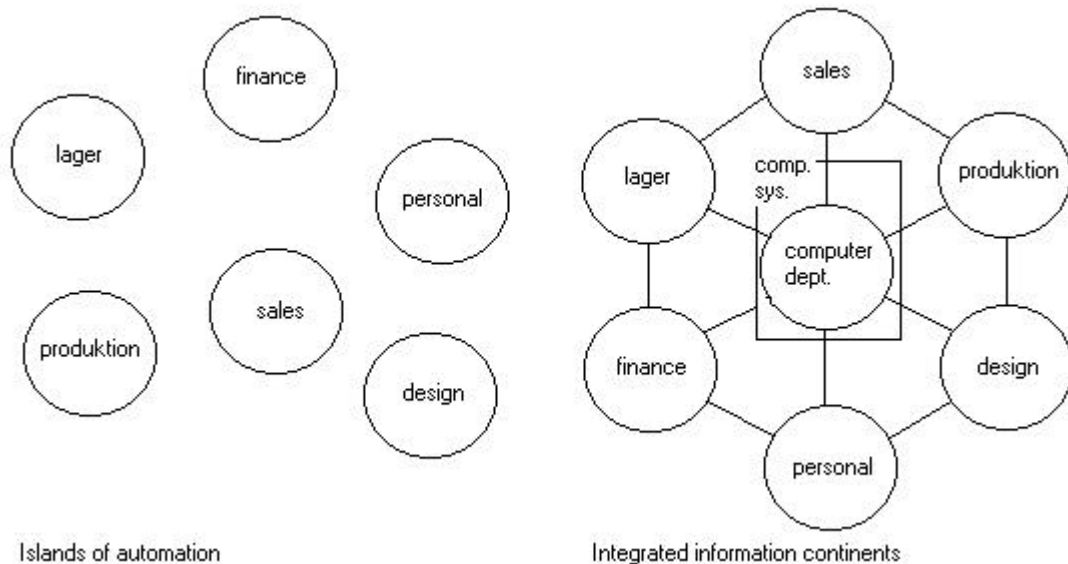 finance
lager
personal
sales
produktion
design
Islands of automation
sales
comp.
sys.
lager
produktion
computer
dept.
finance
design
personal
Integrated information continents